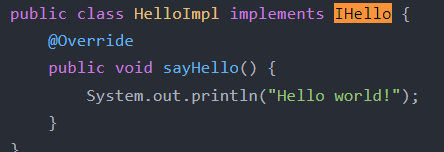 public class HelloImpl implements IHello {
    @Override
    public void sayHello() {
        System.out.println("Hello world!");
    }
}